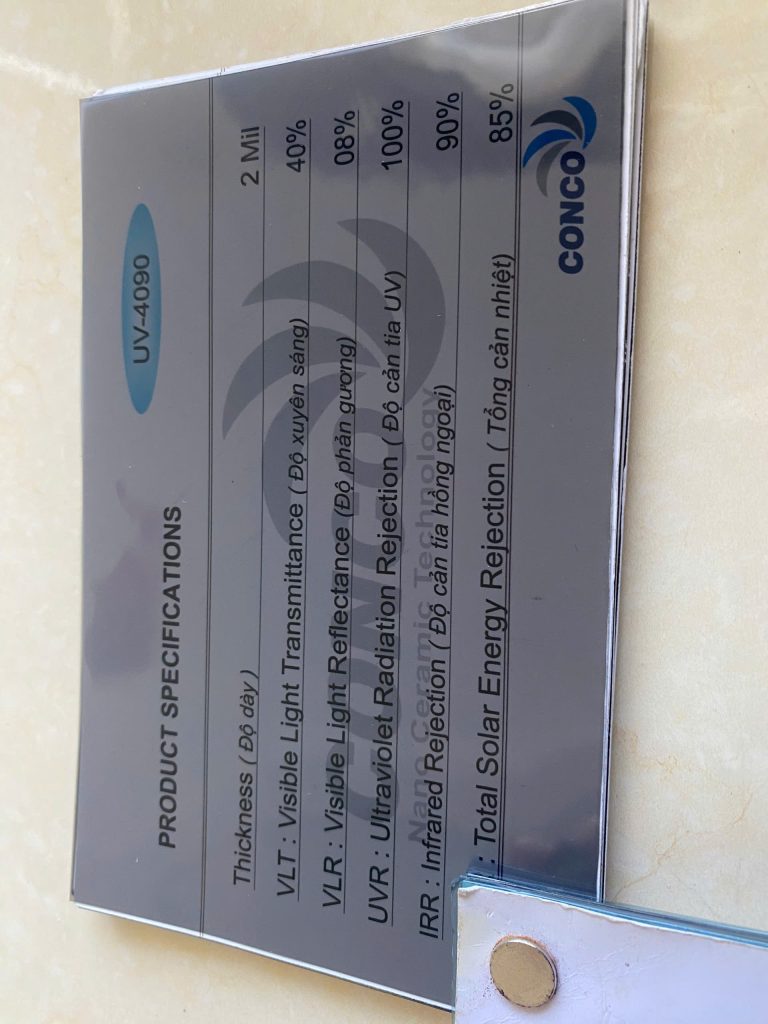 PRODUCT SPECIFICATIONS UV-4090
Thickness ( Độ dày ) 2 Mil
VLT : Visible Light Transmittance ( Độ xuyên sáng) 40%
VLR : Visible Light Reflectance (Độ phản gương) 08%
UVR : Ultraviolet Radiation Rejection ( Độ cản tia UV) 100%
IRR : Infrared Rejection ( Độ cản tia hồng ngoại) 90%
: Total Solar Energy Rejection ( Tổng cản nhiệt) 85%
CONCO
Nano Ceramic Technology
CONCO